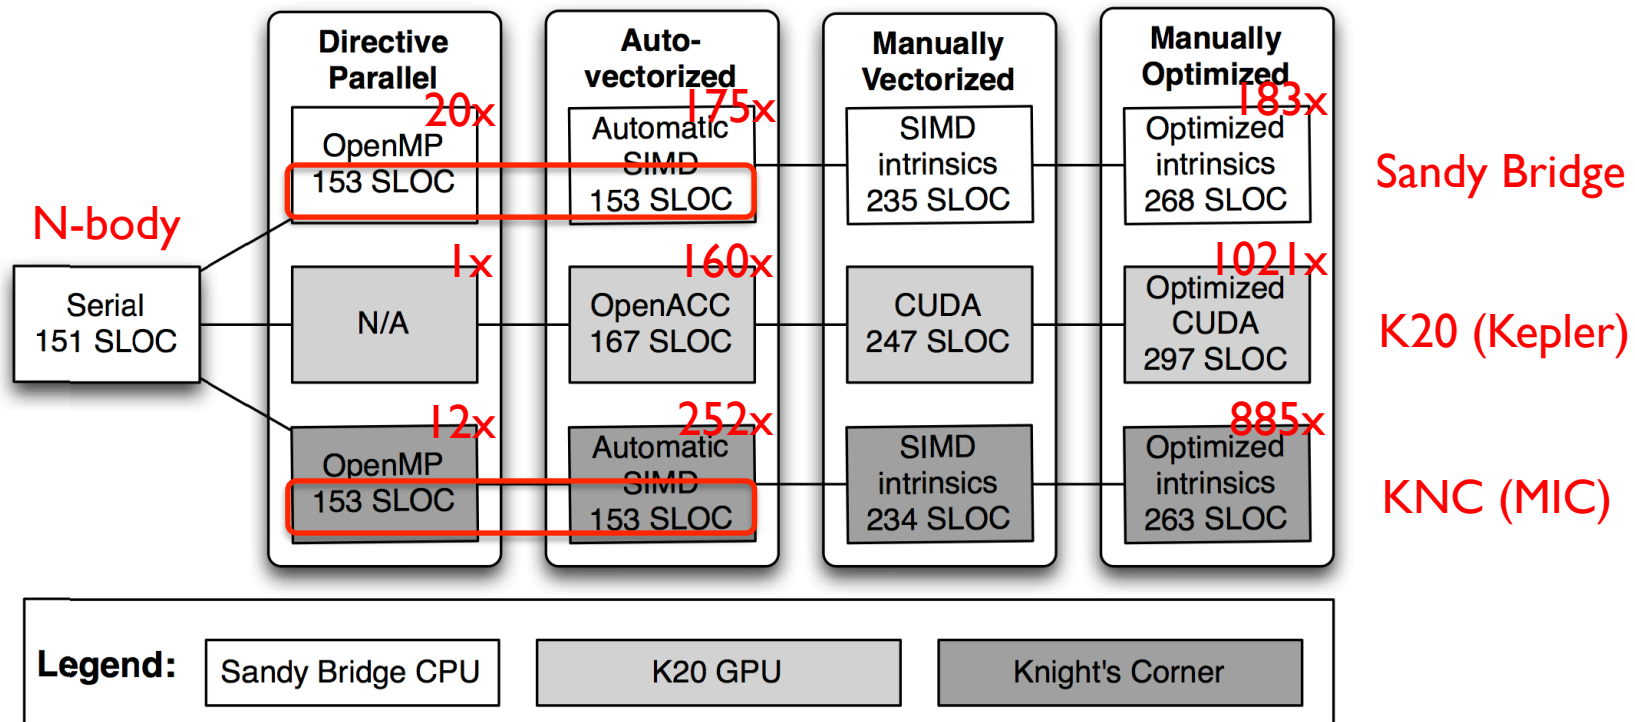 Directive
Parallel
Auto-
vectorized
Manually
Vectorized
Manually
Optimized
20x
175x
183x
OpenMP
153 SLOC
Automatic
SIMD
153 SLOC
SIMD
intrinsics
235 SLOC
Optimized
intrinsics
268 SLOC
Sandy Bridge
N-body
Serial
151 SLOC
1x
160x
1021x
N/A
OpenACC
167 SLOC
CUDA
247 SLOC
Optimized
CUDA
297 SLOC
K20 (Kepler)
12x
252x
885x
OpenMP
153 SLOC
Automatic
SIMD
153 SLOC
SIMD
intrinsics
234 SLOC
Optimized
intrinsics
263 SLOC
KNC (MIC)
Legend:
Sandy Bridge CPU
K20 GPU
Knight's Corner